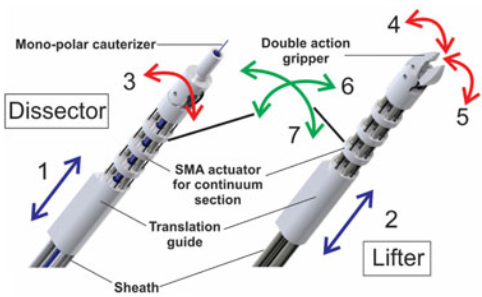 Mono-polar cauterizer
Double action
gripper
4
3
6
5
Dissector
7
1
SMA actuator
for continuum
section
2
Translation
guide
Lifter
Sheath